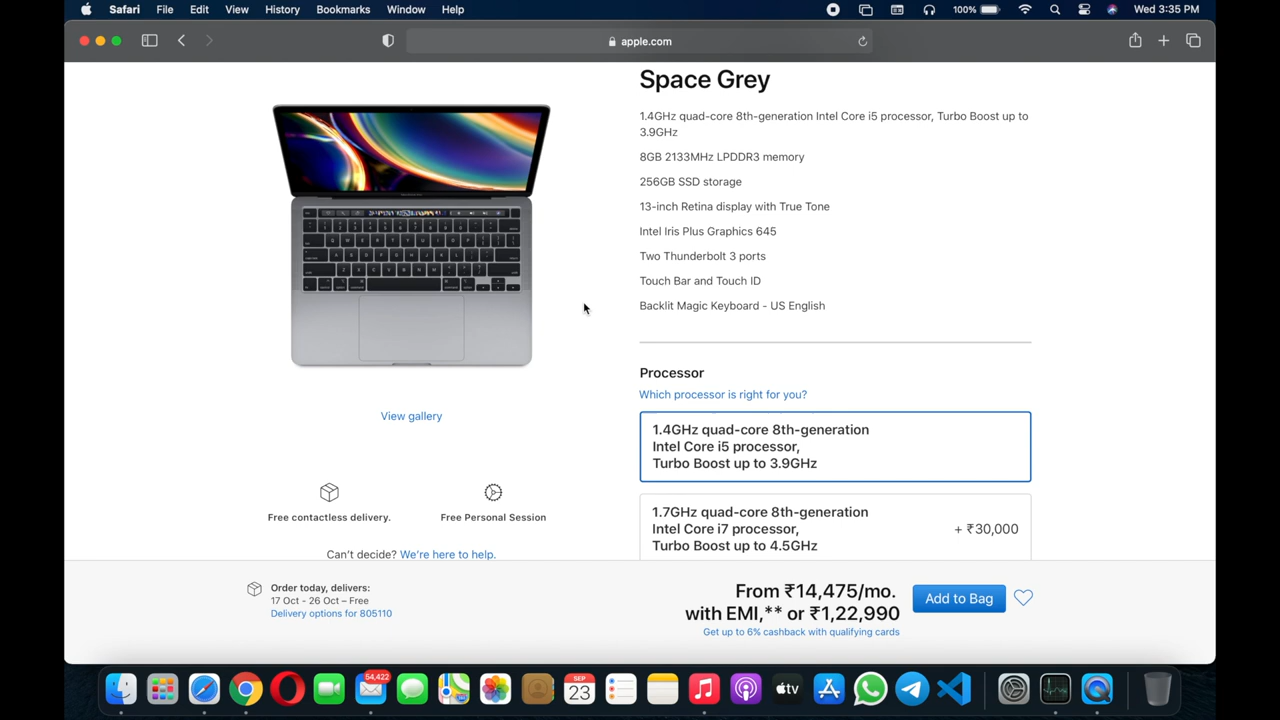 Safari File Edit View History Bookmarks Window Help 100% Wed 3:35 PM
apple.com
Space Grey
1.4GHz quad-core 8th-generation Intel Core i5 processor, Turbo Boost up to
3.9GHz
8GB 2133MHz LPDDR3 memory
256GB SSD storage
13-inch Retina display with True Tone
Intel Iris Plus Graphics 645
Two Thunderbolt 3 ports
Touch Bar and Touch ID
Backlit Magic Keyboard - US English
Processor
Which processor is right for you?
1.4GHz quad-core 8th-generation
Intel Core i5 processor,
Turbo Boost up to 3.9GHz
1.7GHz quad-core 8th-generation
Intel Core i7 processor,
Turbo Boost up to 4.5GHz
+ ₹30,000
View gallery
Free contactless delivery.
Free Personal Session
Can't decide? We're here to help.
Order today, delivers:
17 Oct - 26 Oct – Free
Delivery options for 805110
From ₹14,475/mo.
with EMI,** or ₹1,22,990
Get up to 6% cashback with qualifying cards
Add to Bag
54,422
SEP
23
tv